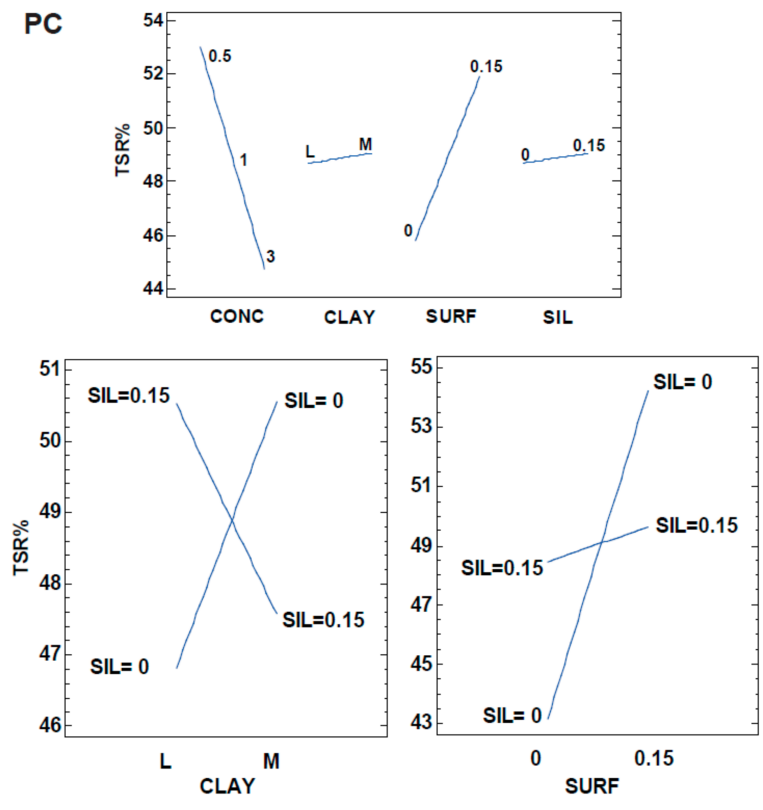 PC
54
52
50
48
46
44
TSR%
0.5
1
3
L
M
0
0.15
0
0.15
CONC
CLAY
SURF
SIL
51
50
49
48
47
46
TSR%
SIL=0.15
SIL= 0
SIL= 0
SIL=0.15
L
M
CLAY
55
53
51
49
47
45
43
SIL= 0
SIL=0.15
SIL=0.15
SIL= 0
0
0.15
SURF